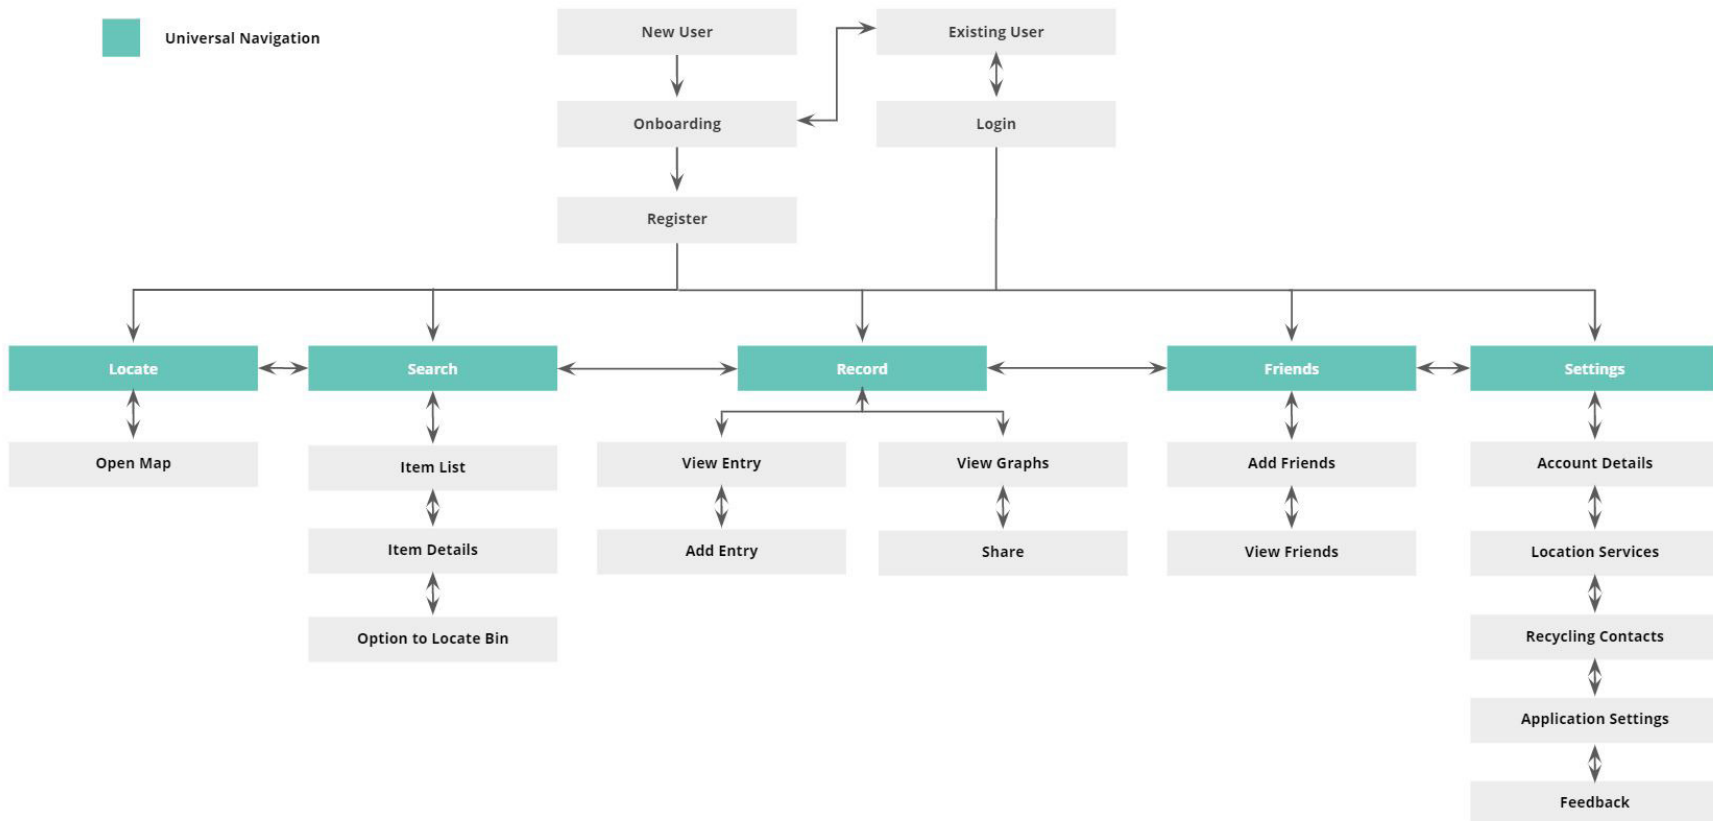 Universal Navigation
New User
Existing User
Onboarding
Login
Register
Locate
Search
Record
Friends
Settings
Open Map
Item List
View Entry
View Graphs
Add Friends
Account Details
Item Details
Add Entry
Share
View Friends
Location Services
Option to Locate Bin
Recycling Contacts
Application Settings
Feedback